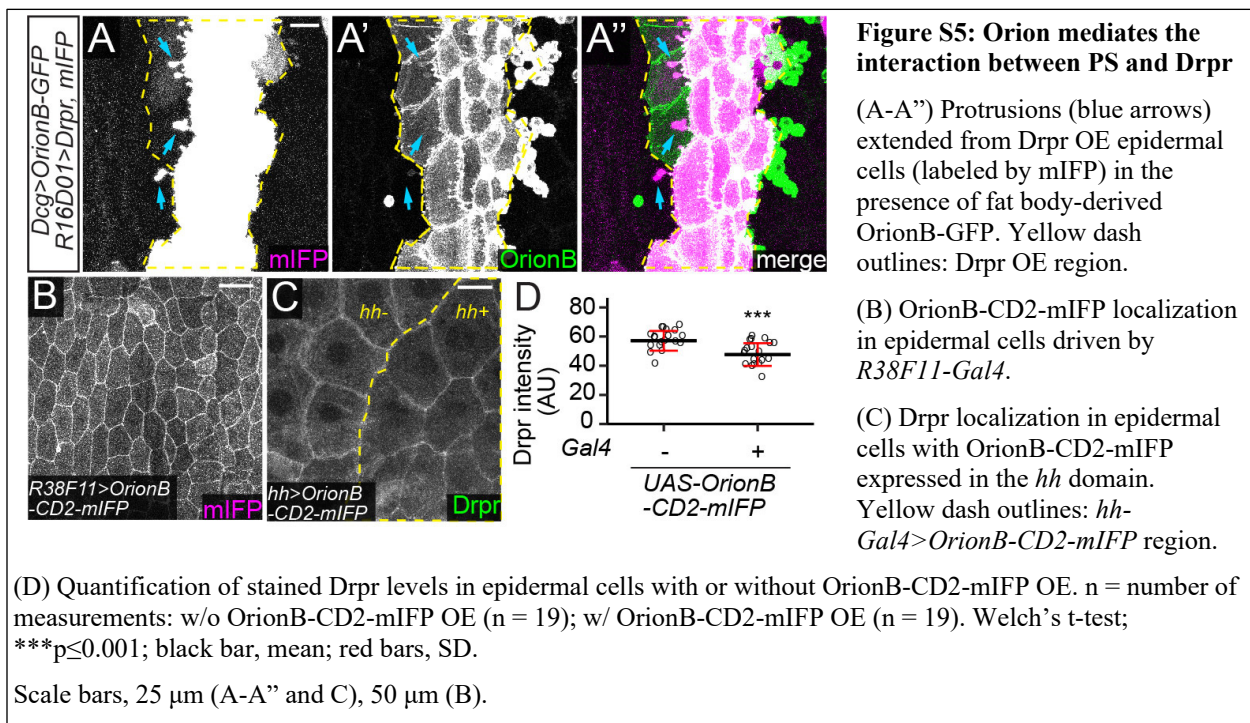 Dcg>OrionB-GFP
R16D01>Drpr, mIFP
A
mIFP
A'
OrionB
A''
merge
B
R38F11>OrionB
-CD2-mIFP
mIFP
C
hh-
hh+
hh>OrionB
-CD2-mIFP
Drpr
D
Drpr intensity
(AU)
80
60
40
20
0
***
Gal4
-
+
UAS-OrionB
-CD2-mIFP
Figure S5: Orion mediates the
interaction between PS and Drpr
(A-A”) Protrusions (blue arrows)
extended from Drpr OE epidermal
cells (labeled by mIFP) in the
presence of fat body-derived
OrionB-GFP. Yellow dash
outlines: Drpr OE region.
(B) OrionB-CD2-mIFP localization
in epidermal cells driven by
R38F11-Gal4.
(C) Drpr localization in epidermal
cells with OrionB-CD2-mIFP
expressed in the hh domain.
Yellow dash outlines: hh-
Gal4>OrionB-CD2-mIFP region.
(D) Quantification of stained Drpr levels in epidermal cells with or without OrionB-CD2-mIFP OE. n = number of
measurements: w/o OrionB-CD2-mIFP OE (n = 19); w/ OrionB-CD2-mIFP OE (n = 19). Welch’s t-test;
***p≤0.001; black bar, mean; red bars, SD.
Scale bars, 25 μm (A-A” and C), 50 μm (B).